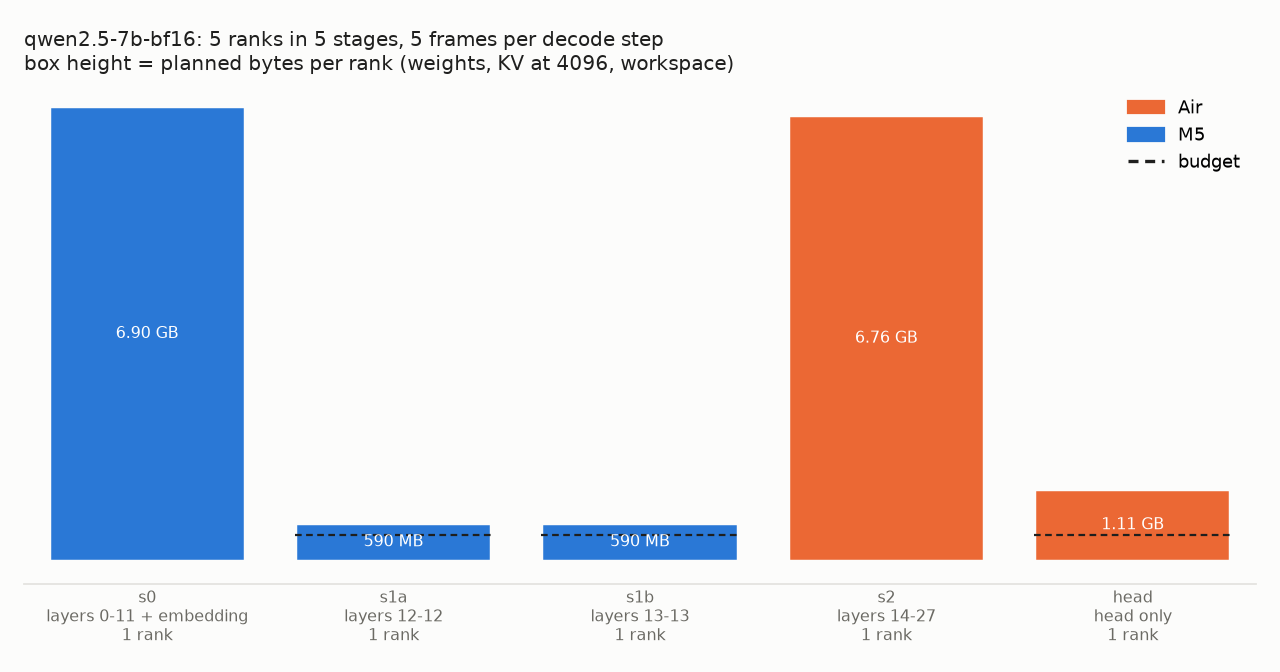 qwen2.5-7b-bf16: 5 ranks in 5 stages, 5 frames per decode step
box height = planned bytes per rank (weights, KV at 4096, workspace)
Air
M5
budget
6.90 GB
590 MB
590 MB
6.76 GB
1.11 GB
s0
layers 0-11 + embedding
1 rank
s1a
layers 12-12
1 rank
s1b
layers 13-13
1 rank
s2
layers 14-27
1 rank
head
head only
1 rank